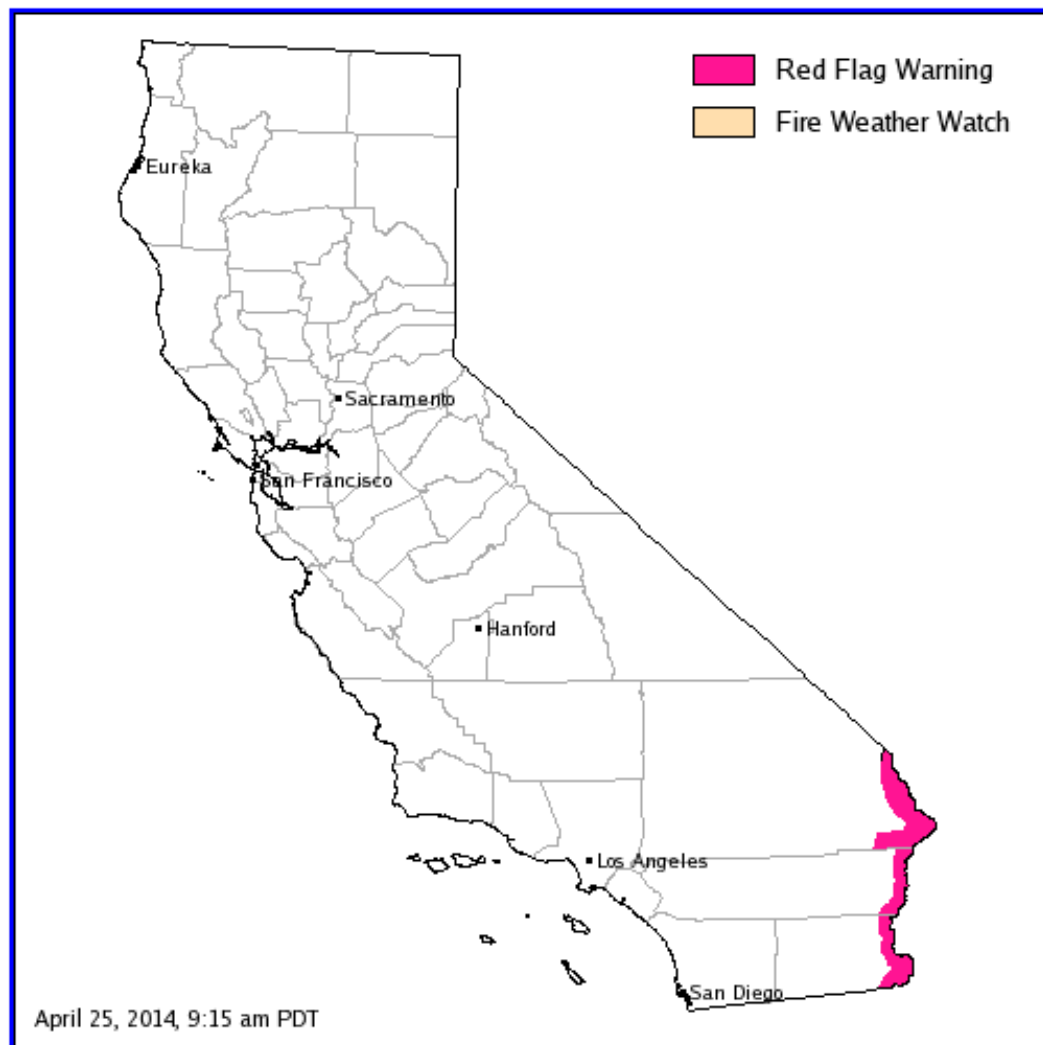 Red Flag Warning
Fire Weather Watch
Eureka
Sacramento
San Francisco
Hanford
Los Angeles
San Diego
April 25, 2014, 9:15 am PDT